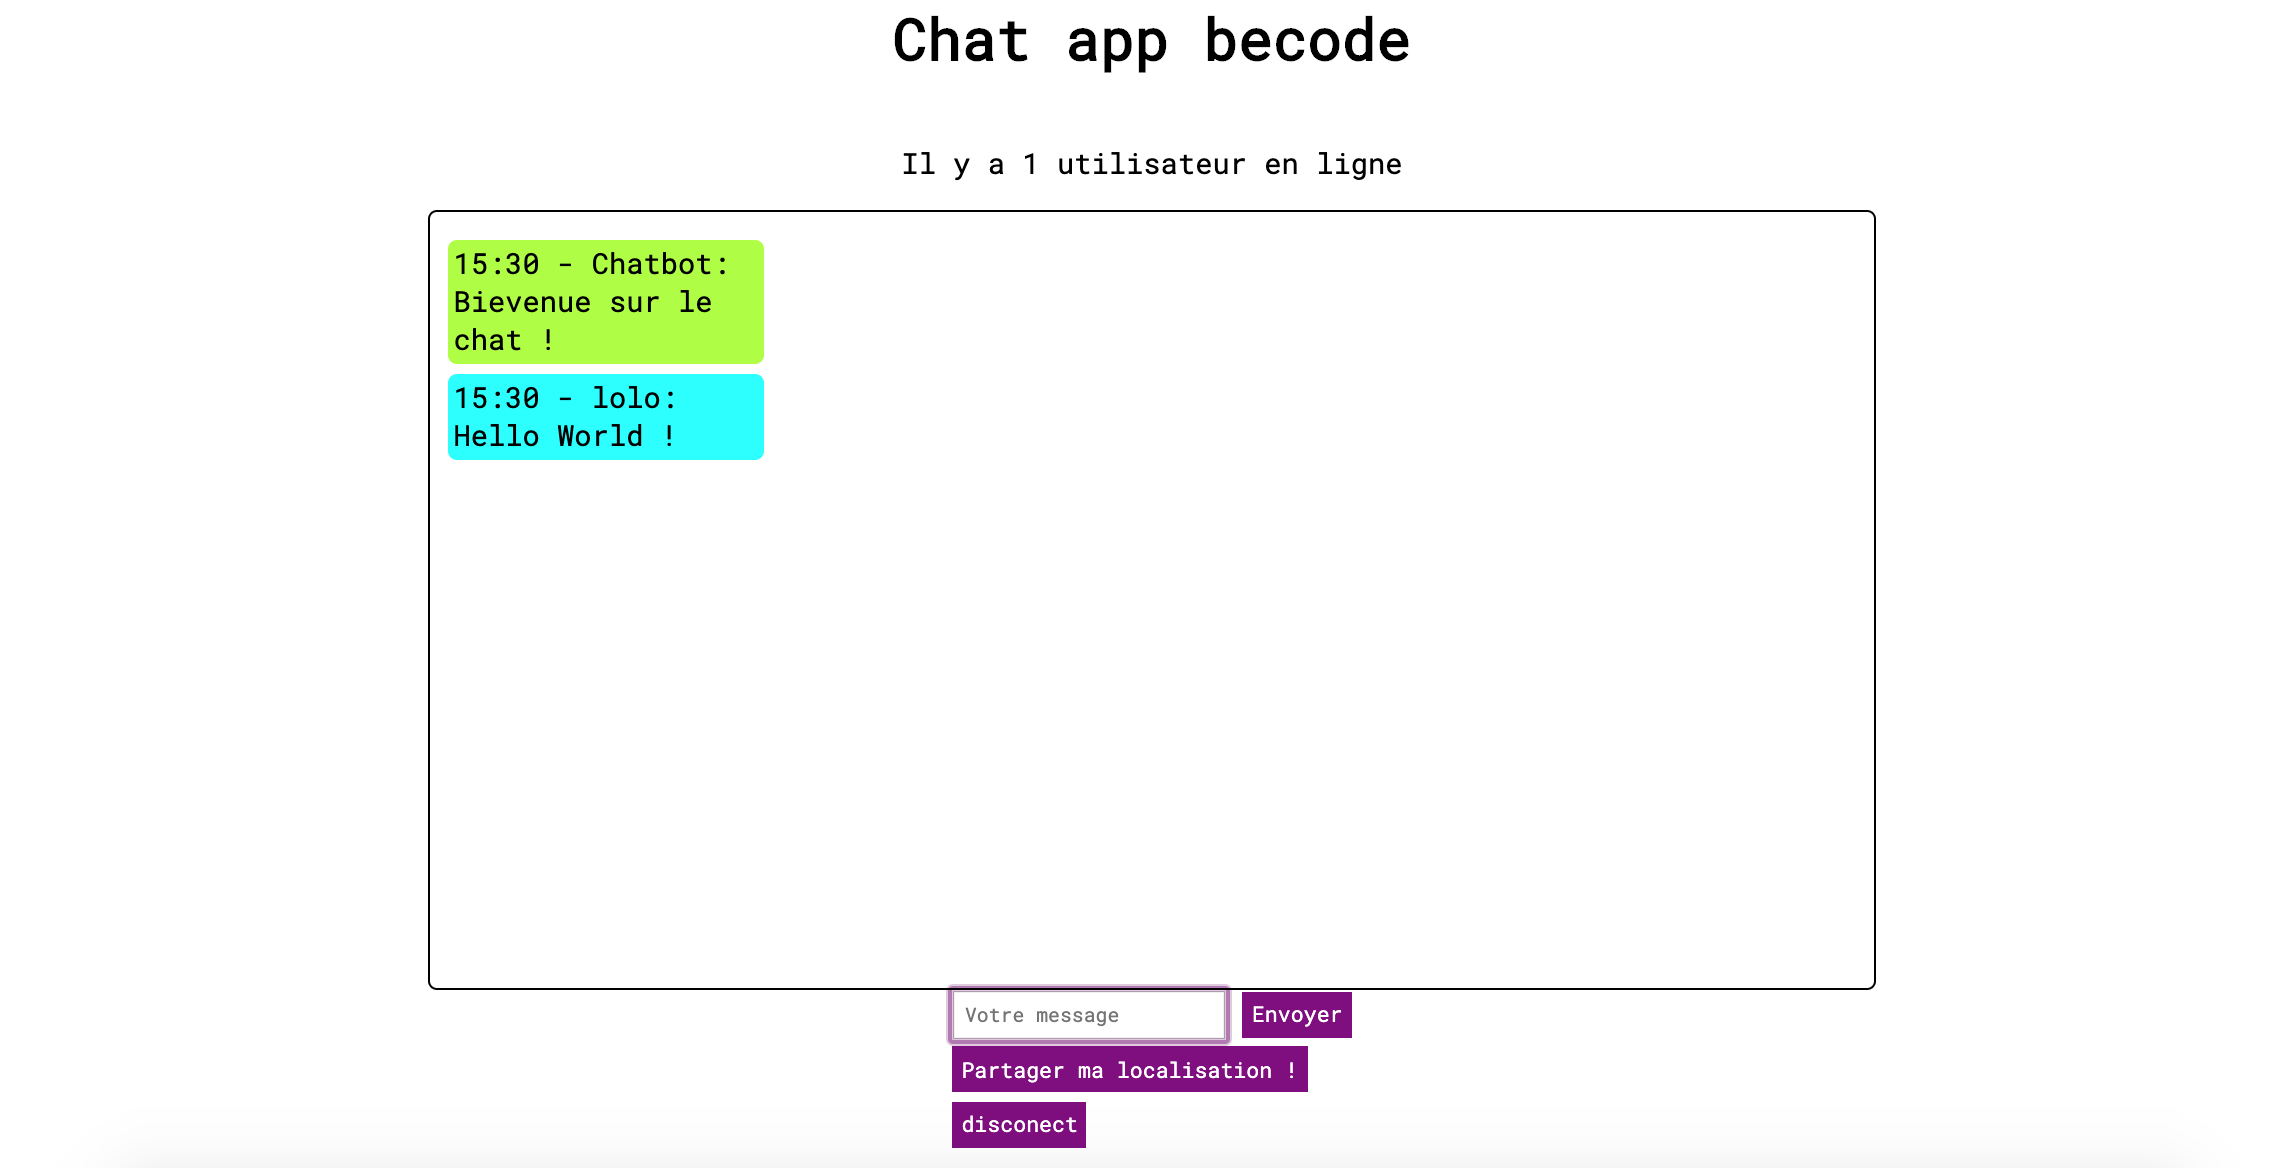 Chat app becode
Il y a 1 utilisateur en ligne
15:30 - Chatbot:
Bievenue sur le
chat !
15:30 - lolo:
Hello World !
Votre message
Envoyer
Partager ma localisation !
disconect